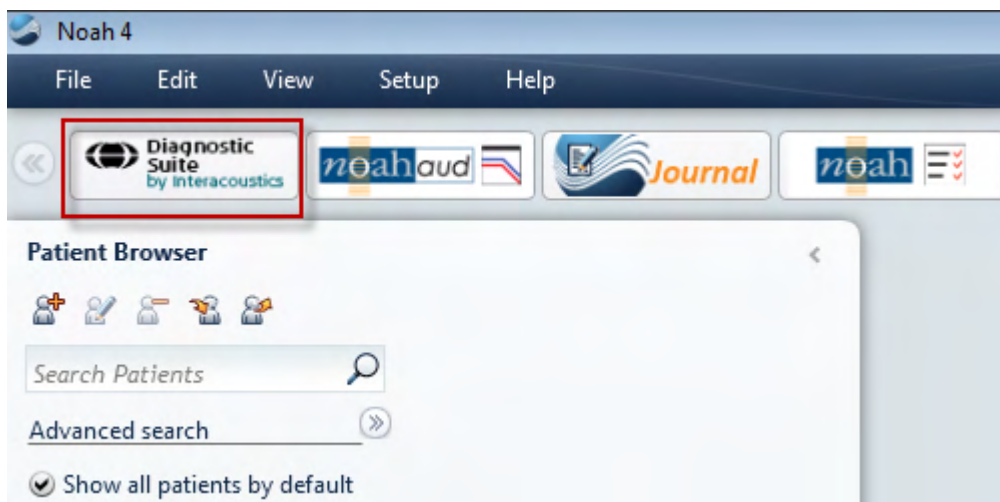 Noah 4
File Edit View Setup Help
Diagnostic
Suite
by Interacoustics
noahaud
Journal
noah
Patient Browser
Search Patients
Advanced search
Show all patients by default